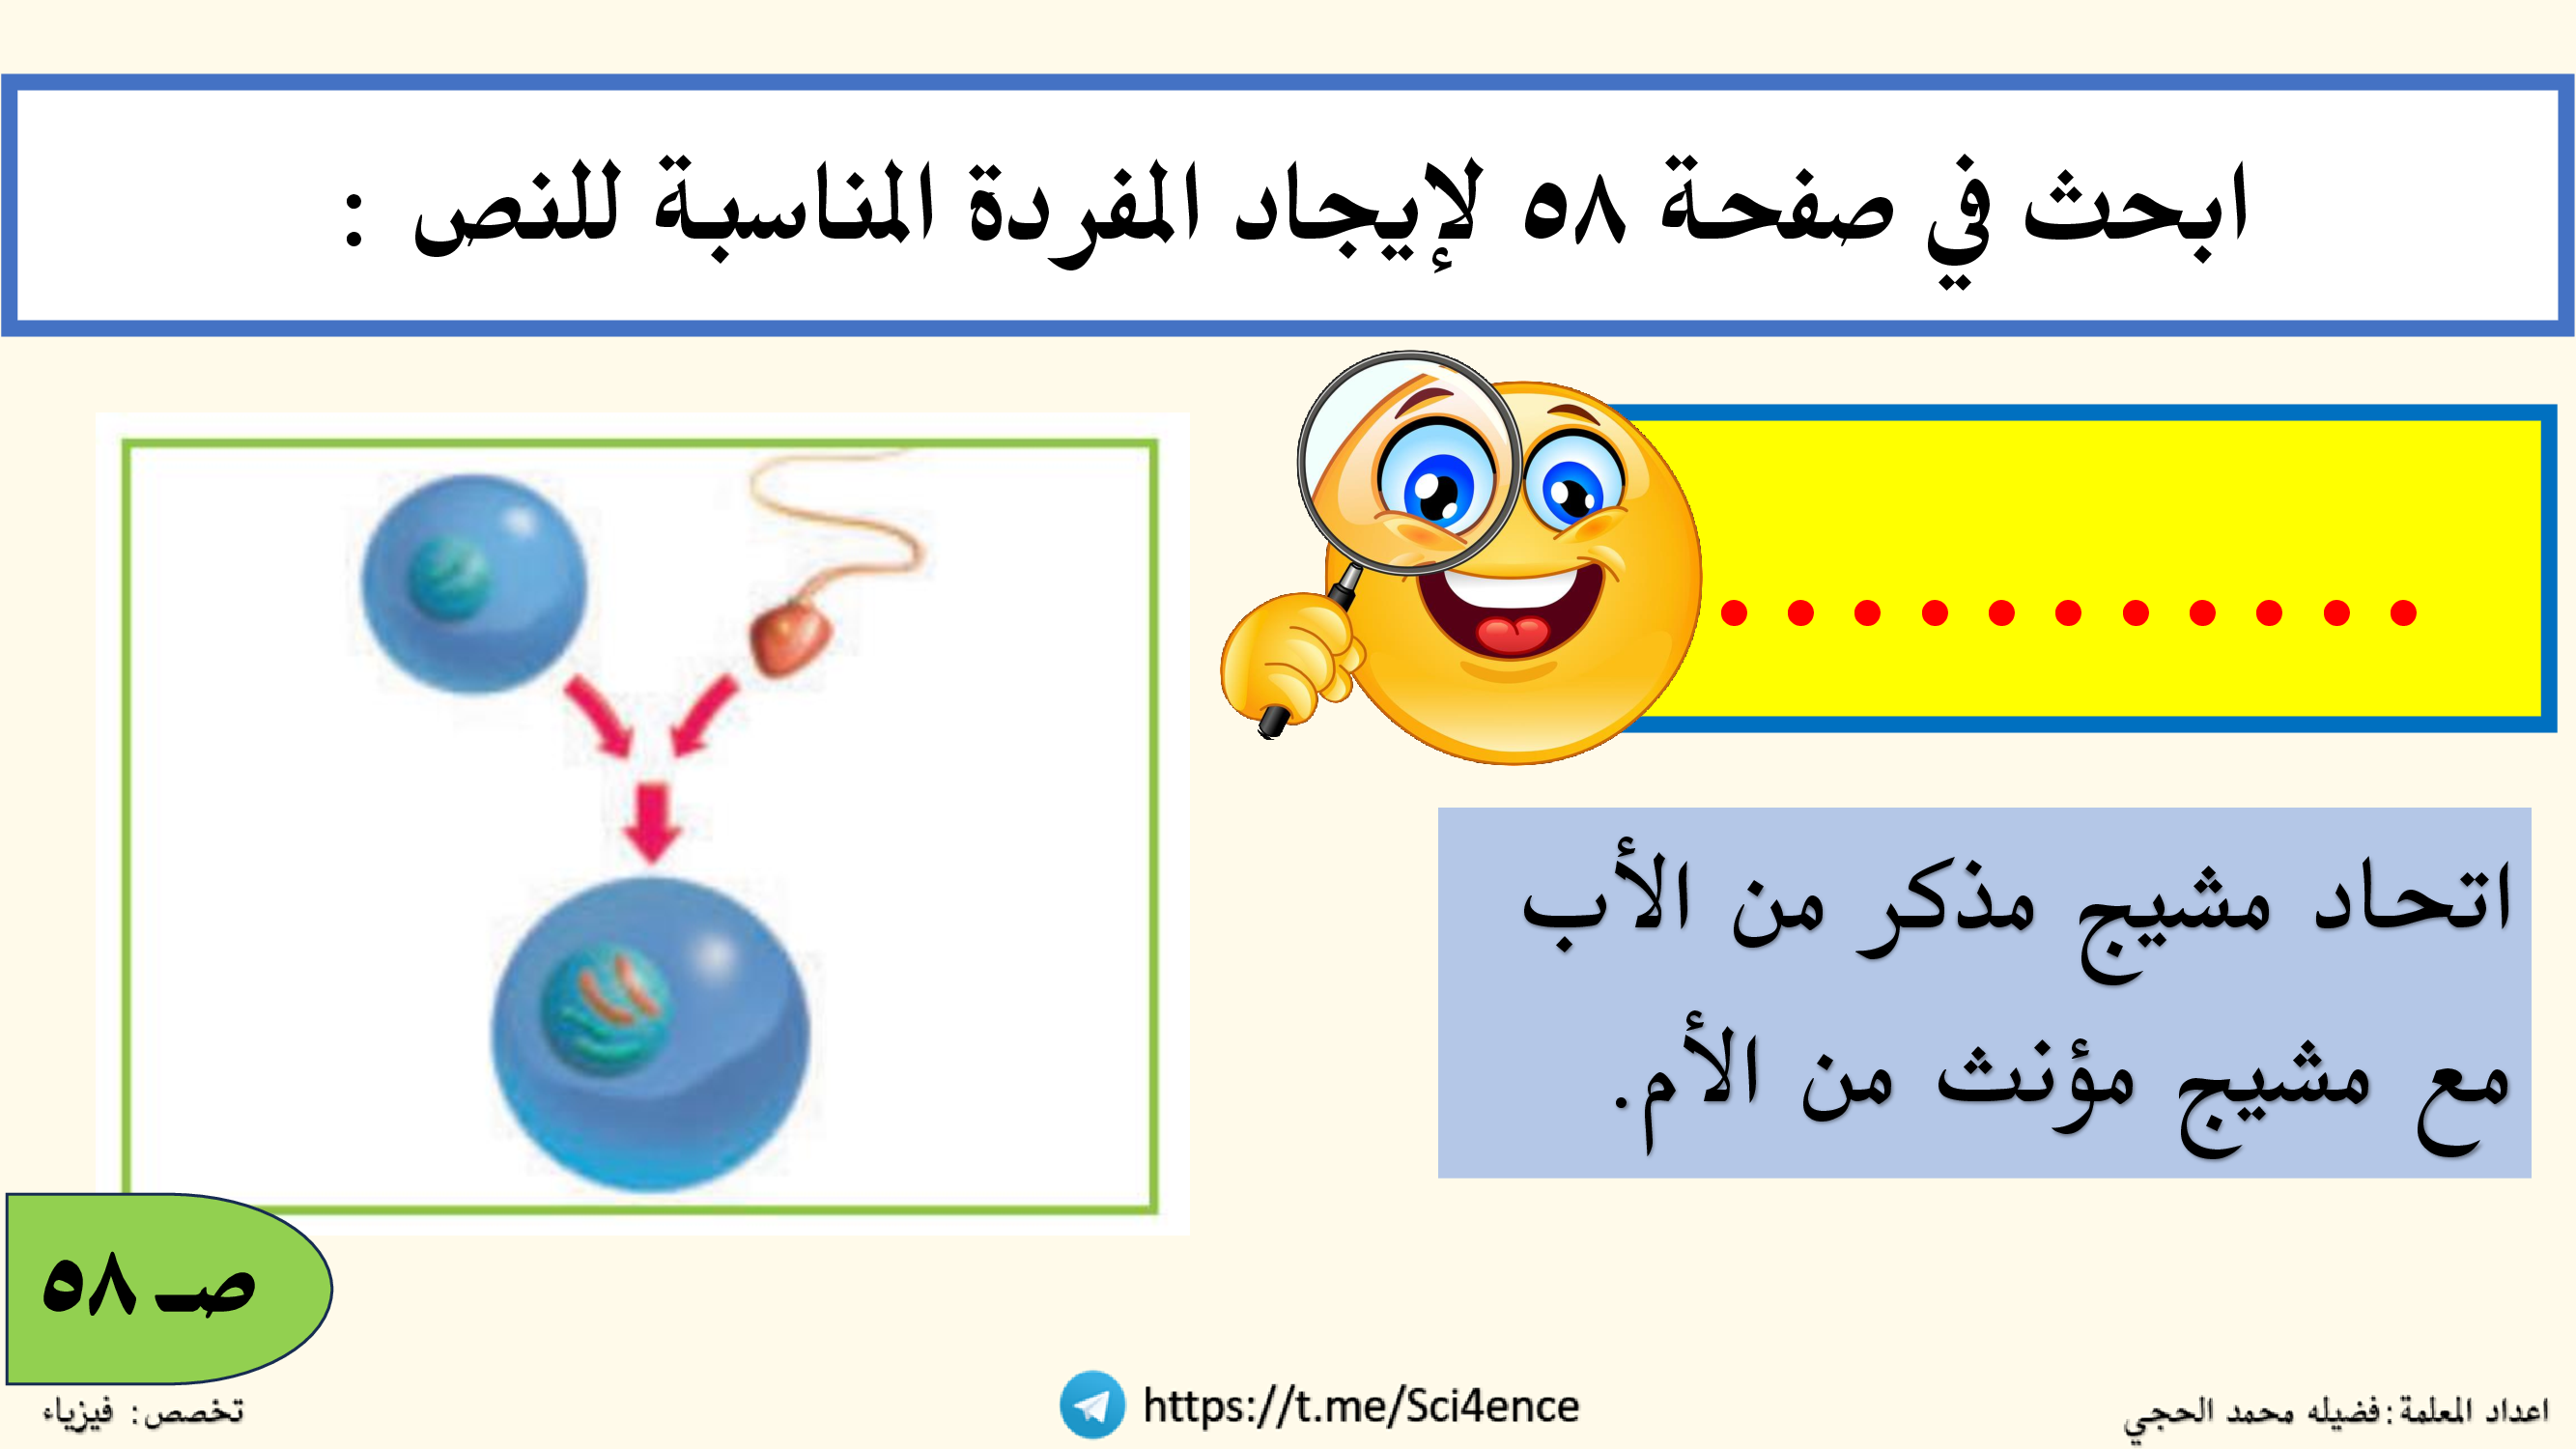 ابحث في صفحة ٥٨ لإيجاد المفردة المناسبة للنص :
...........
اتحاد مشيج مذكر من الأب
مع مشيج مؤنث من الأم.
صـ ٥٨
اعداد المعلمة : فضيله محمد الحجي
https://t.me/Sci4ence
تخصص : فيزياء